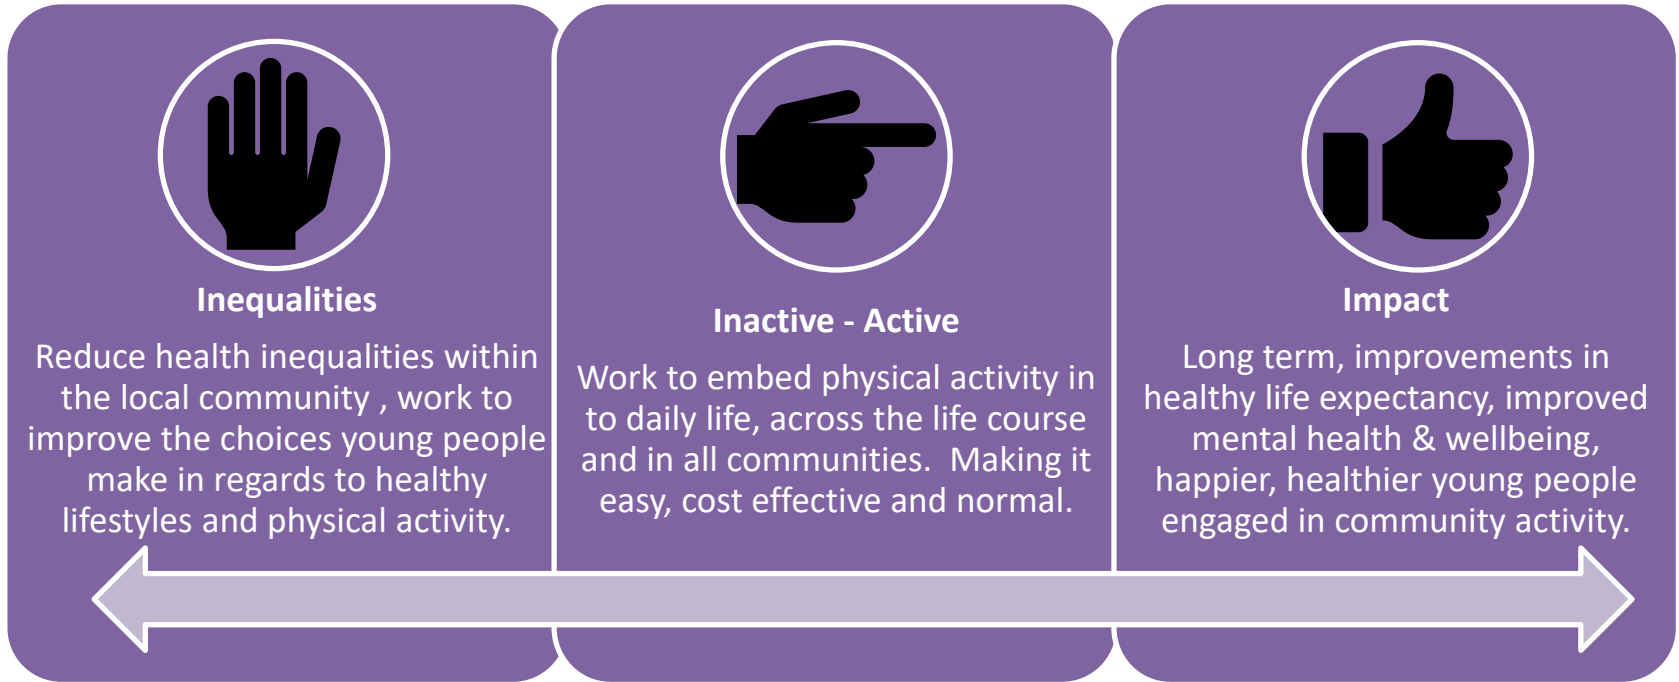 Inequalities
Reduce health inequalities within
the local community , work to
improve the choices young people
make in regards to healthy
lifestyles and physical activity.
Inactive - Active
Work to embed physical activity in
to daily life, across the life course
and in all communities.  Making it
easy, cost effective and normal.
Impact
Long term, improvements in
healthy life expectancy, improved
mental health & wellbeing,
happier, healthier young people
engaged in community activity.